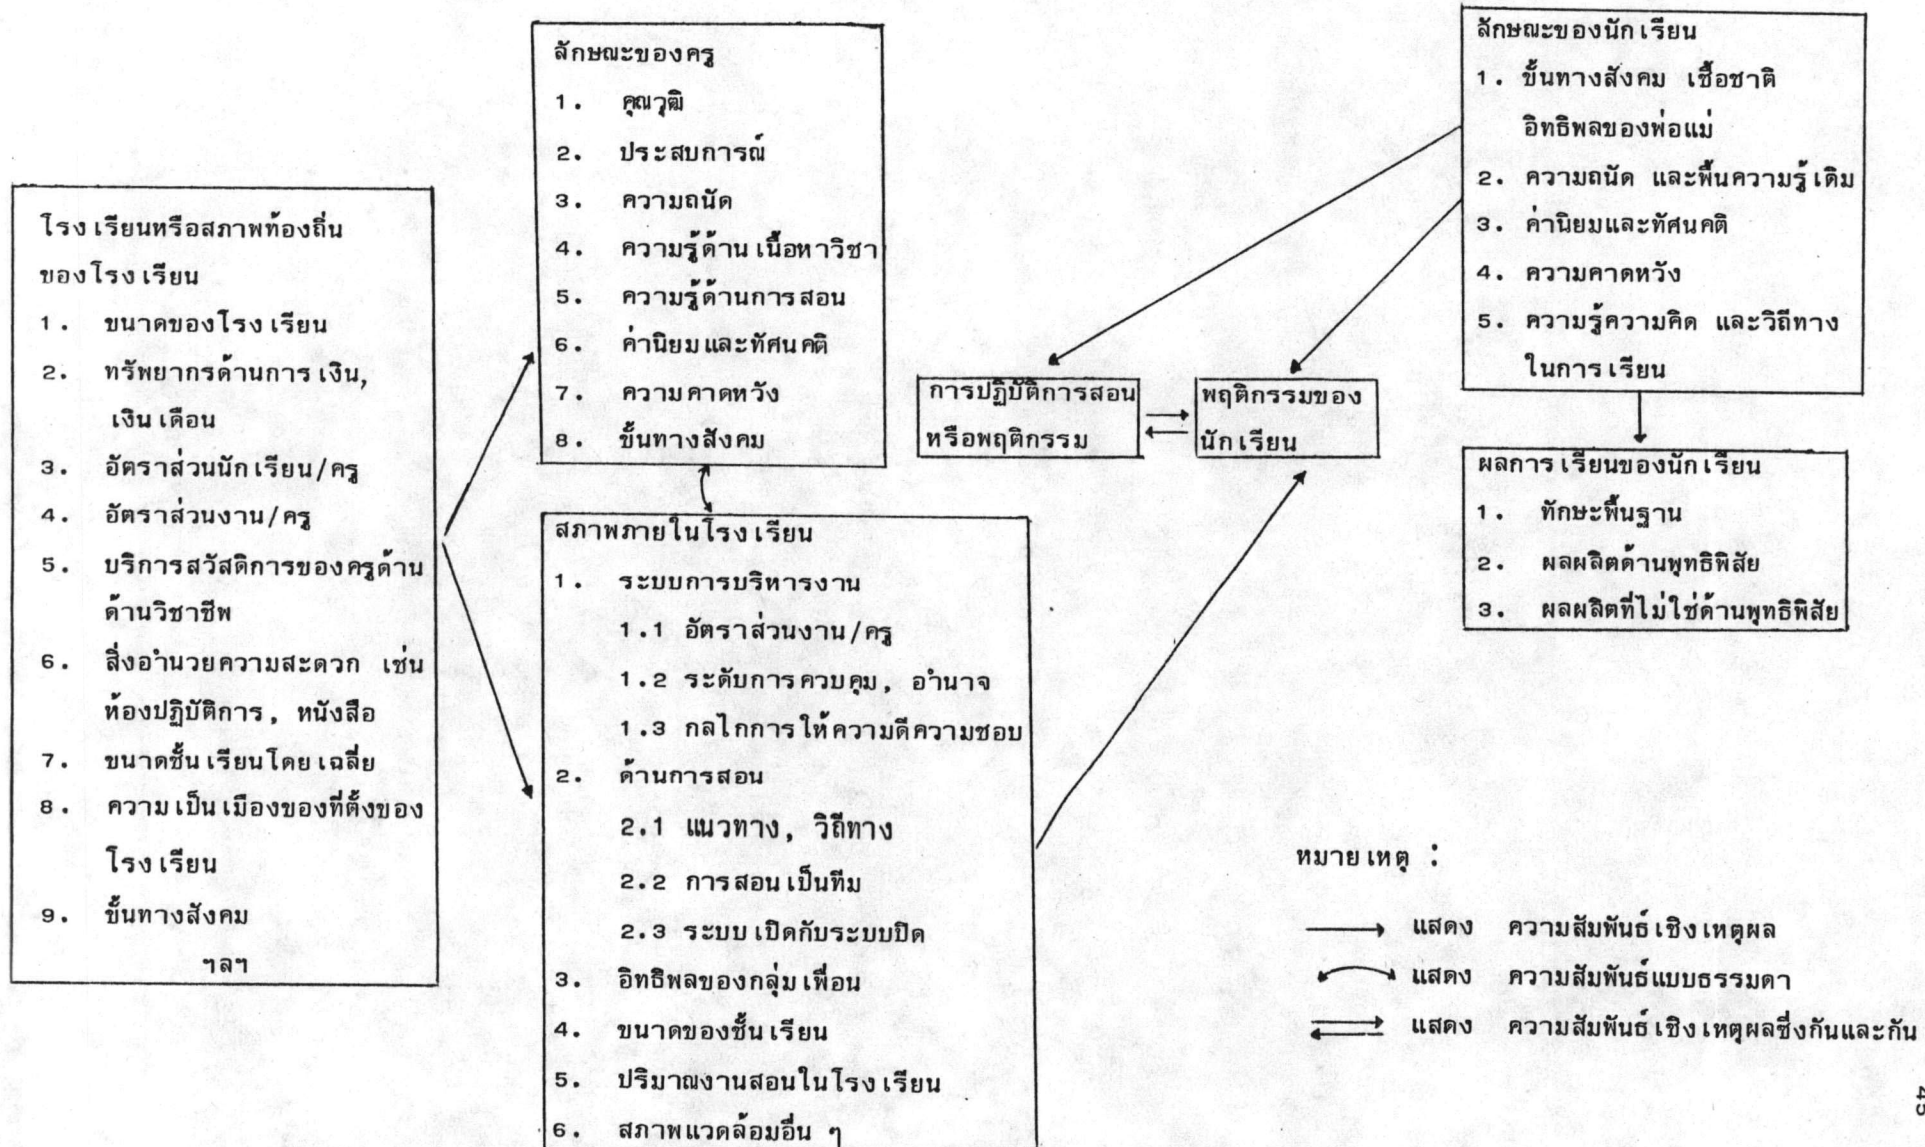 โรงเรียนหรือสภาพท้องถิ่น
ของโรงเรียน
1. ขนาดของโรงเรียน
2. ทรัพยากรด้านการเงิน,
เงินเดือน
3. อัตราส่วนนักเรียน/ครู
4. อัตราส่วนงาน/ครู
5. บริการสวัสดิการของครูด้าน
ด้านวิชาชีพ
6. สิ่งอำนวยความสะดวก เช่น
ห้องปฏิบัติการ, หนังสือ
7. ขนาดชั้นเรียนโดยเฉลี่ย
8. ความเป็นเมืองของที่ตั้งของ
โรงเรียน
9. ชั้นทางสังคม
ฯลฯ
ลักษณะของครู
1. คุณวุฒิ
2. ประสบการณ์
3. ความถนัด
4. ความรู้ด้านเนื้อหาวิชา
5. ความรู้ด้านการสอน
6. ค่านิยมและทัศนคติ
7. ความคาดหวัง
8. ชั้นทางสังคม
สภาพภายในโรงเรียน
1. ระบบการบริหารงาน
1.1 อัตราส่วนงาน/ครู
1.2 ระดับการควบคุม, อำนาจ
1.3 กลไกการให้ความดีความชอบ
2. ด้านการสอน
2.1 แนวทาง, วิถีทาง
2.2 การสอนเป็นทีม
2.3 ระบบเปิดกับระบบปิด
3. อิทธิพลของกลุ่มเพื่อน
4. ขนาดของชั้นเรียน
5. ปริมาณงานสอนในโรงเรียน
6. สภาพแวดล้อมอื่น ๆ
การปฏิบัติการสอน
หรือพฤติกรรม
พฤติกรรมของ
นักเรียน
ลักษณะของนักเรียน
1. ชั้นทางสังคม เชื้อชาติ
อิทธิพลของพ่อแม่
2. ความถนัด และพื้นความรู้เดิม
3. ค่านิยมและทัศนคติ
4. ความคาดหวัง
5. ความรู้ความคิด และวิถีทาง
ในการเรียน
ผลการเรียนของนักเรียน
1. ทักษะพื้นฐาน
2. ผลผลิตด้านพุทธิพิสัย
3. ผลผลิตที่ไม่ใช่ด้านพุทธิพิสัย
หมายเหตุ :
แสดง ความสัมพันธ์เชิงเหตุผล
แสดง ความสัมพันธ์แบบธรรมดา
แสดง ความสัมพันธ์เชิงเหตุผลซึ่งกันและกัน
45